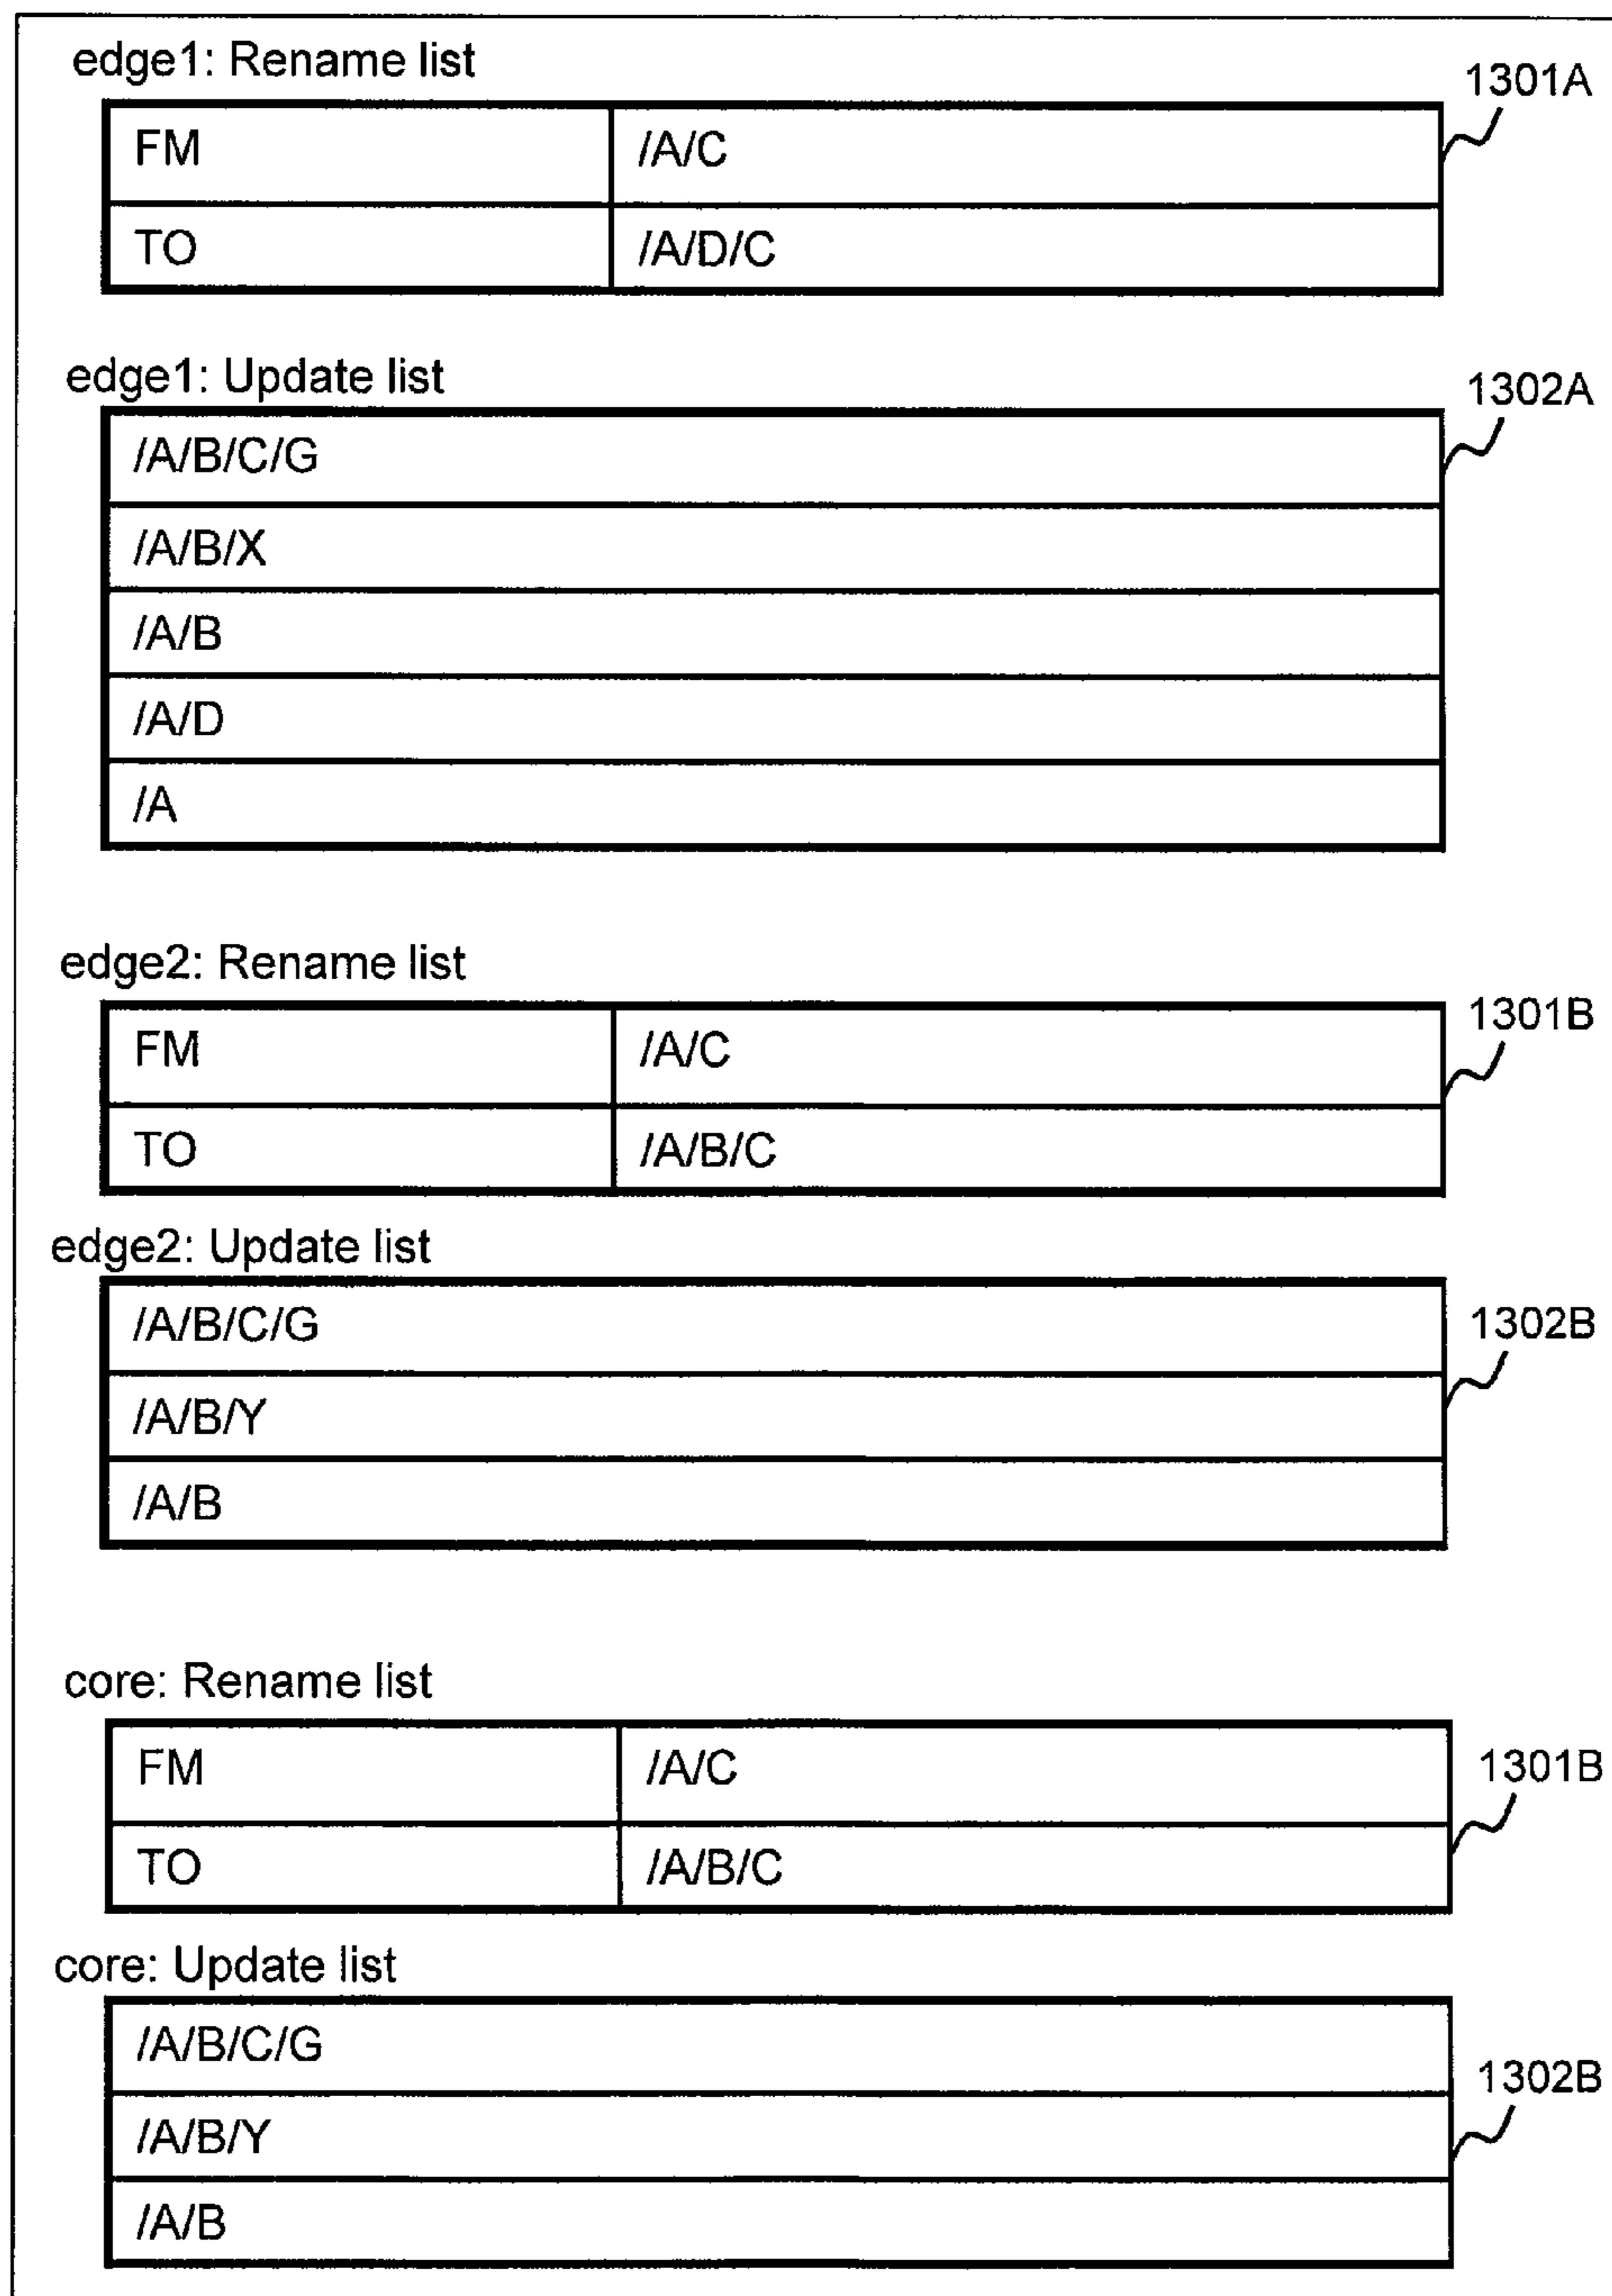 edge1: Rename list
1301A
FM /A/C
TO /A/D/C
edge1: Update list
1302A
/A/B/C/G
/A/B/X
/A/B
/A/D
/A
edge2: Rename list
1301B
FM /A/C
TO /A/B/C
edge2: Update list
/A/B/C/G
1302B
/A/B/Y
/A/B
core: Rename list
FM /A/C
1301B
TO /A/B/C
core: Update list
/A/B/C/G
1302B
/A/B/Y
/A/B